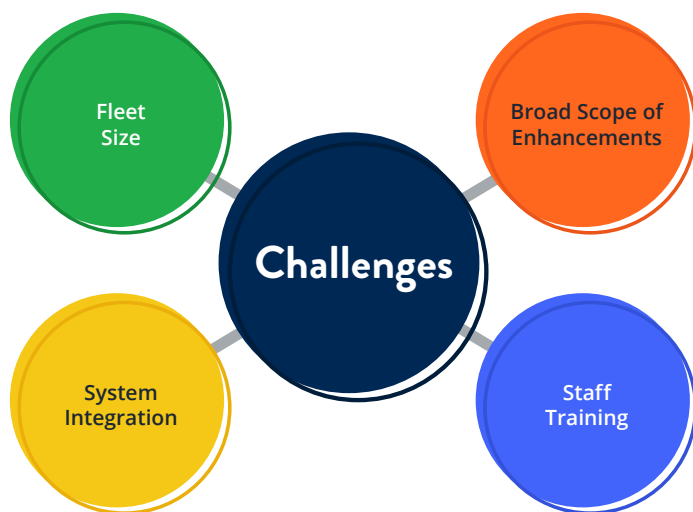 Fleet
Size
Broad Scope of
Enhancements
Challenges
System
Integration
Staff
Training